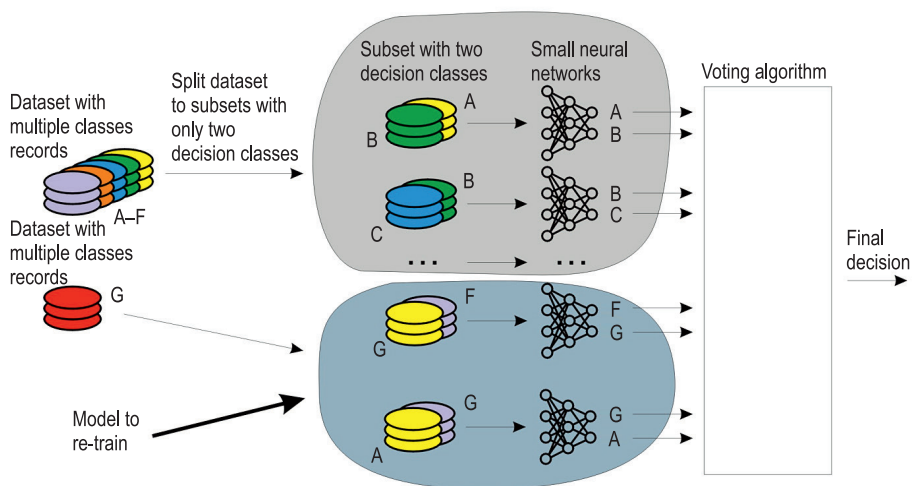 Dataset with
multiple classes
records
A–F
Dataset with
multiple classes
records
G
Split dataset
to subsets with
only two
decision classes
Model to
re-train
Subset with two
decision classes
Small neural
networks
Voting algorithm
A
B
A
B
B
C
B
C
...
...
F
G
F
G
G
A
G
A
Final
decision